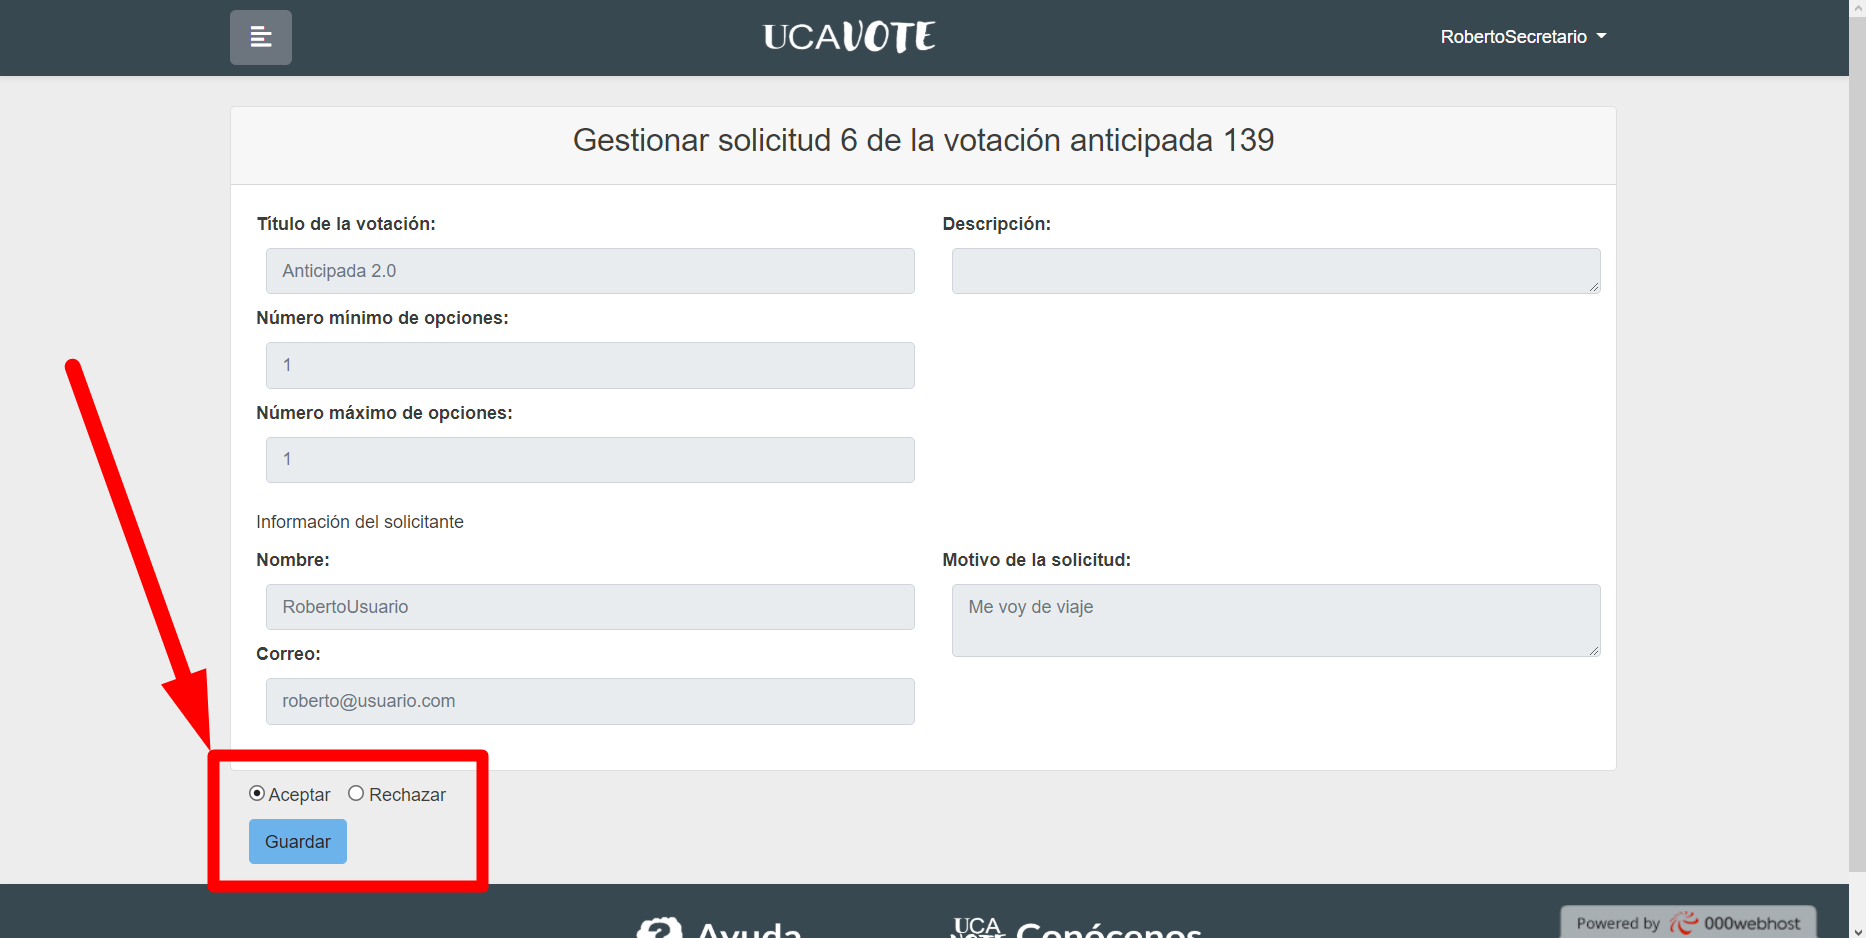 UCAVOTE
RobertoSecretario
Gestionar solicitud 6 de la votación anticipada 139
Título de la votación:
Descripción:
Anticipada 2.0
Número mínimo de opciones:
1
Número máximo de opciones:
1
Información del solicitante
Nombre:
Motivo de la solicitud:
RobertoUsuario
Me voy de viaje
Correo:
roberto@usuario.com
Aceptar
Rechazar
Guardar
Ayuda
UCA
VOTE
Conócenos
Powered by 000webhost